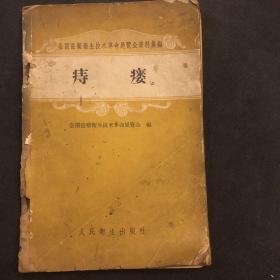 全国医药卫生技术革命展览会资料汇编
痔 瘘
全国医药卫生技术革命展览会 编
人民卫生出版社